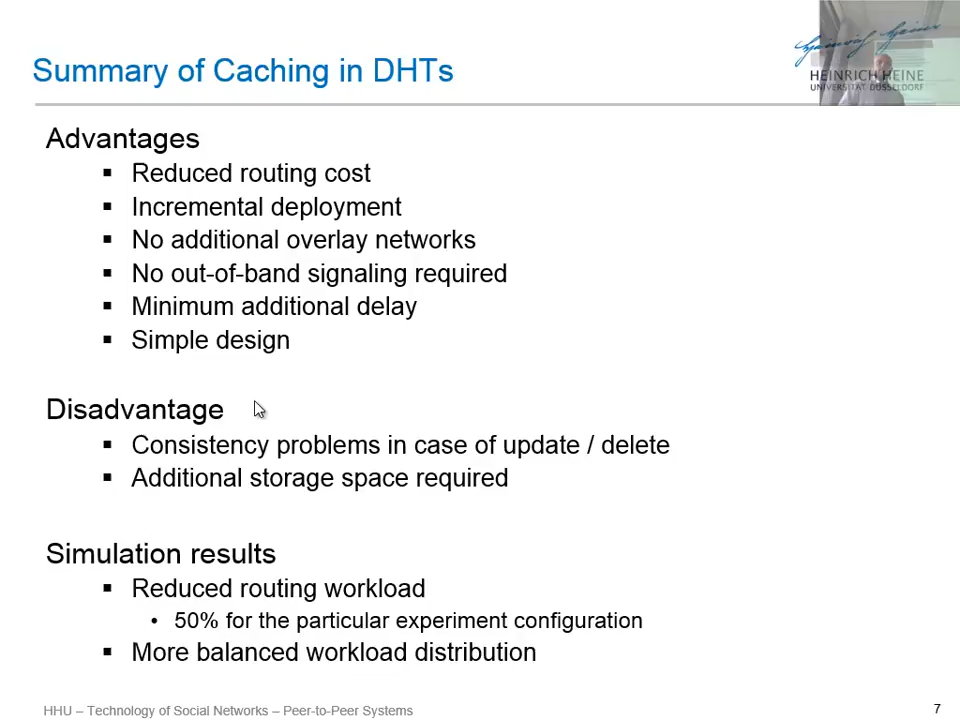 Summary of Caching in DHTs
Heinrich Heine
HEINRICH HEINE
UNIVERSITÄT DÜSSELDORF
Advantages
▪ Reduced routing cost
▪ Incremental deployment
▪ No additional overlay networks
▪ No out-of-band signaling required
▪ Minimum additional delay
▪ Simple design
Disadvantage
▪ Consistency problems in case of update / delete
▪ Additional storage space required
Simulation results
▪ Reduced routing workload
• 50% for the particular experiment configuration
▪ More balanced workload distribution
HHU – Technology of Social Networks – Peer-to-Peer Systems
7